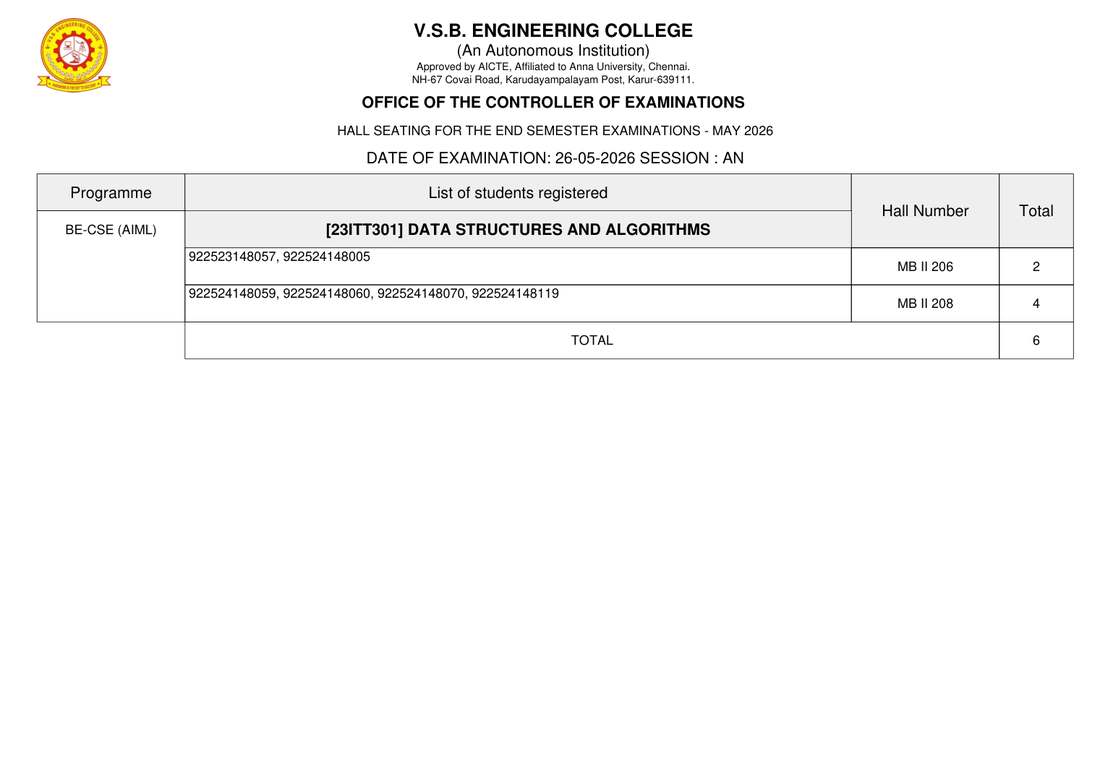 V.S.B. ENGINEERING COLLEGE
(An Autonomous Institution)
Approved by AICTE, Affiliated to Anna University, Chennai.
NH-67 Covai Road, Karudayampalayam Post, Karur-639111.
OFFICE OF THE CONTROLLER OF EXAMINATIONS
HALL SEATING FOR THE END SEMESTER EXAMINATIONS - MAY 2026
DATE OF EXAMINATION: 26-05-2026 SESSION : AN
Programme List of students registered Hall Number Total
BE-CSE (AIML) [23ITT301] DATA STRUCTURES AND ALGORITHMS
922523148057, 922524148005 MB II 206 2
922524148059, 922524148060, 922524148070, 922524148119 MB II 208 4
TOTAL 6